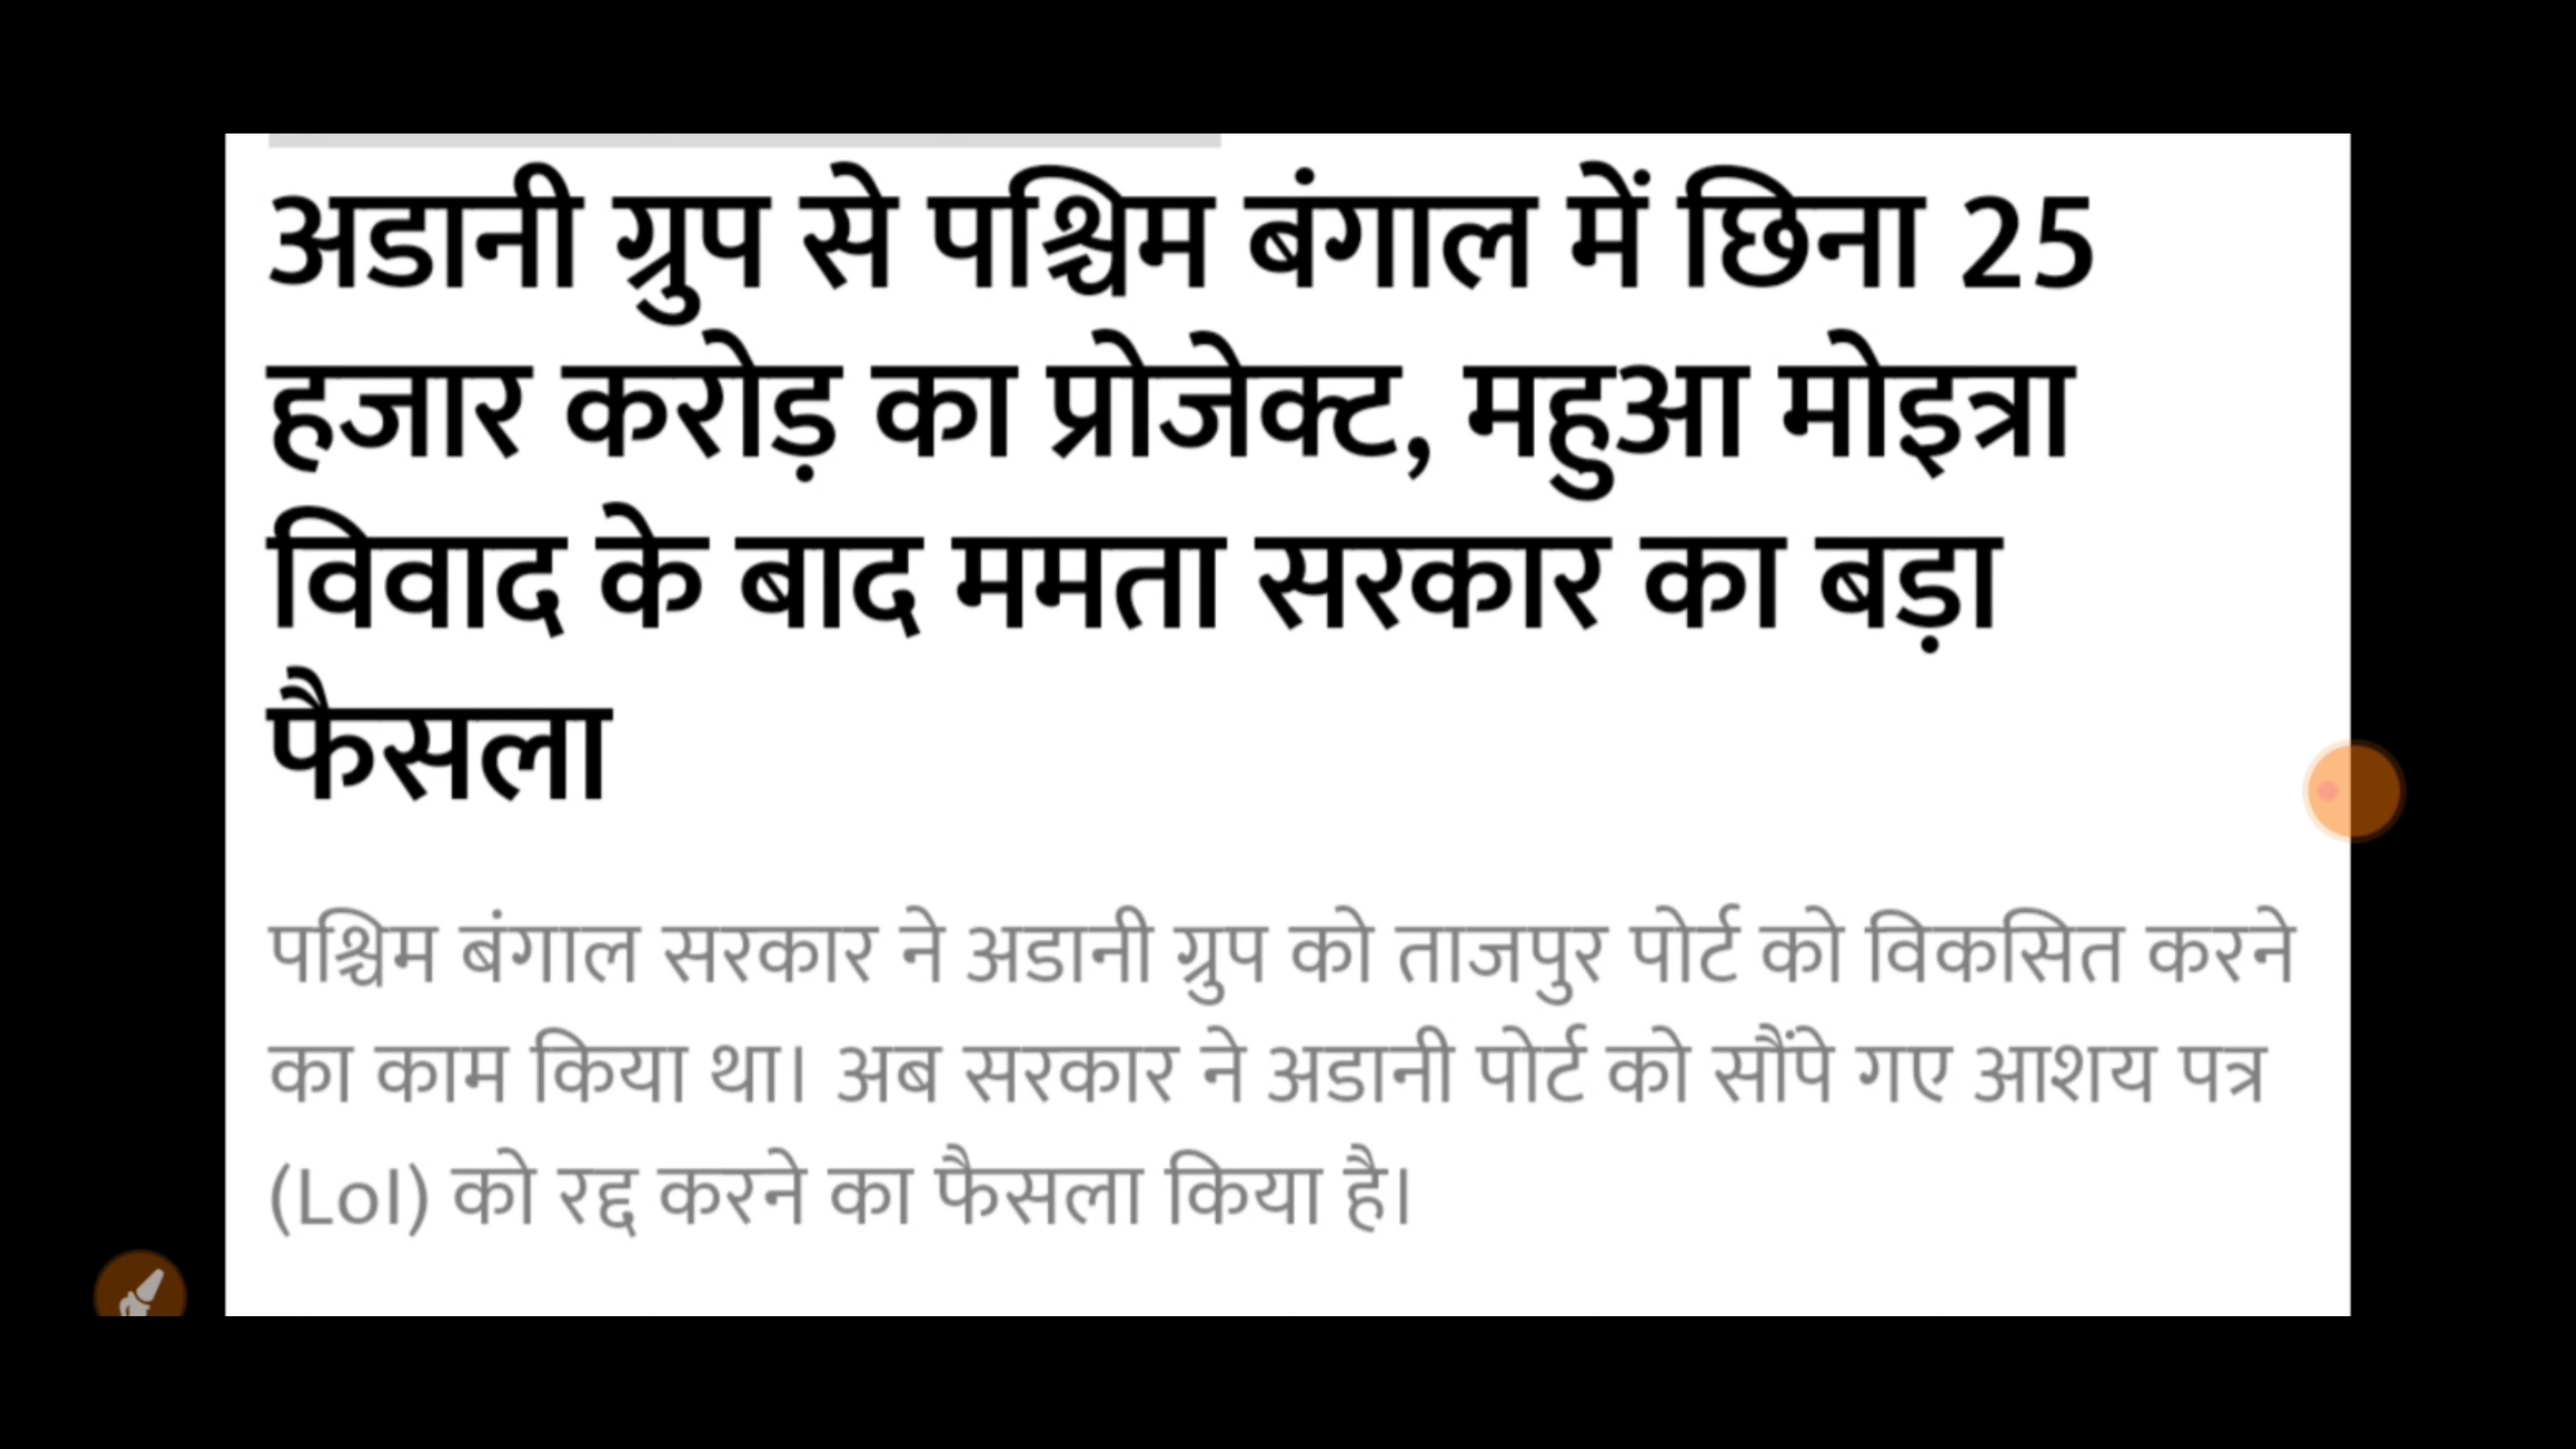 अडानी ग्रुप से पश्चिम बंगाल में छिना 25
हजार करोड़ का प्रोजेक्ट, महुआ मोइत्रा
विवाद के बाद ममता सरकार का बड़ा
फैसला
पश्चिम बंगाल सरकार ने अडानी ग्रुप को ताजपुर पोर्ट को विकसित करने
का काम किया था। अब सरकार ने अडानी पोर्ट को सौंपे गए आशय पत्र
(LoI) को रद्द करने का फैसला किया है।